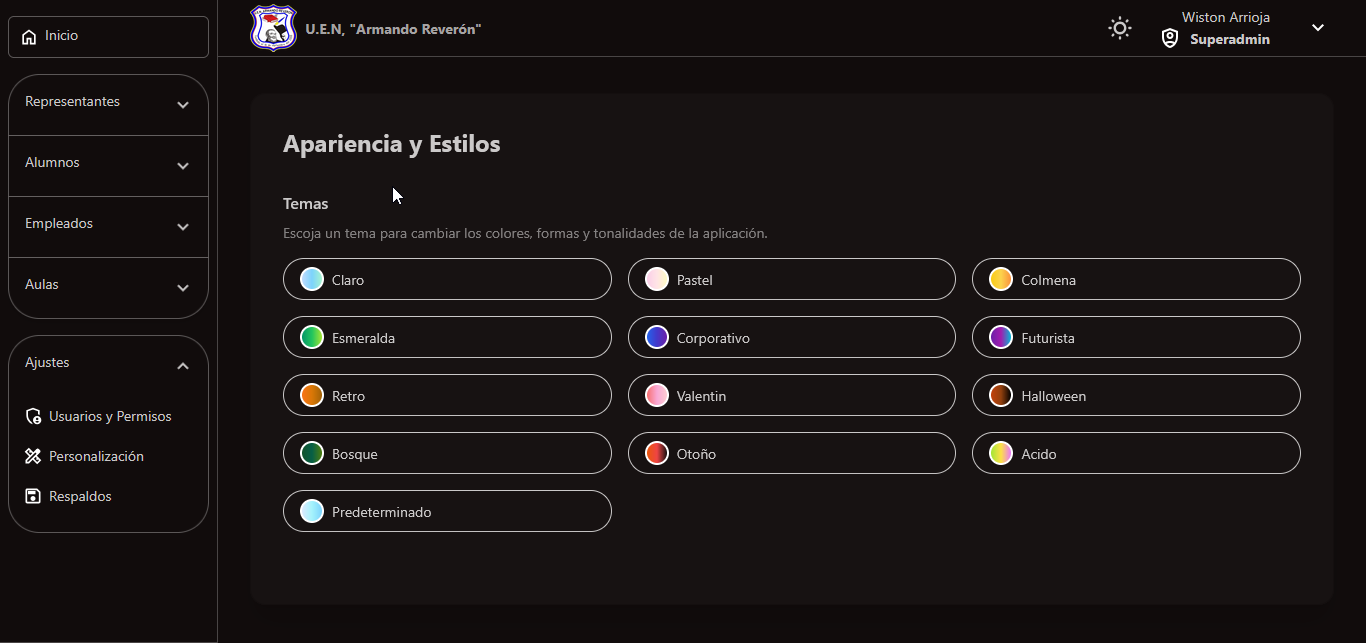 Inicio
Representantes
Alumnos
Empleados
Aulas
Ajustes
Usuarios y Permisos
Personalización
Respaldos
U.E.N, "Armando Reverón"
Wiston Arrioja
Superadmin
Apariencia y Estilos
Temas
Escoja un tema para cambiar los colores, formas y tonalidades de la aplicación.
Claro
Pastel
Colmena
Esmeralda
Corporativo
Futurista
Retro
Valentin
Halloween
Bosque
Otoño
Acido
Predeterminado